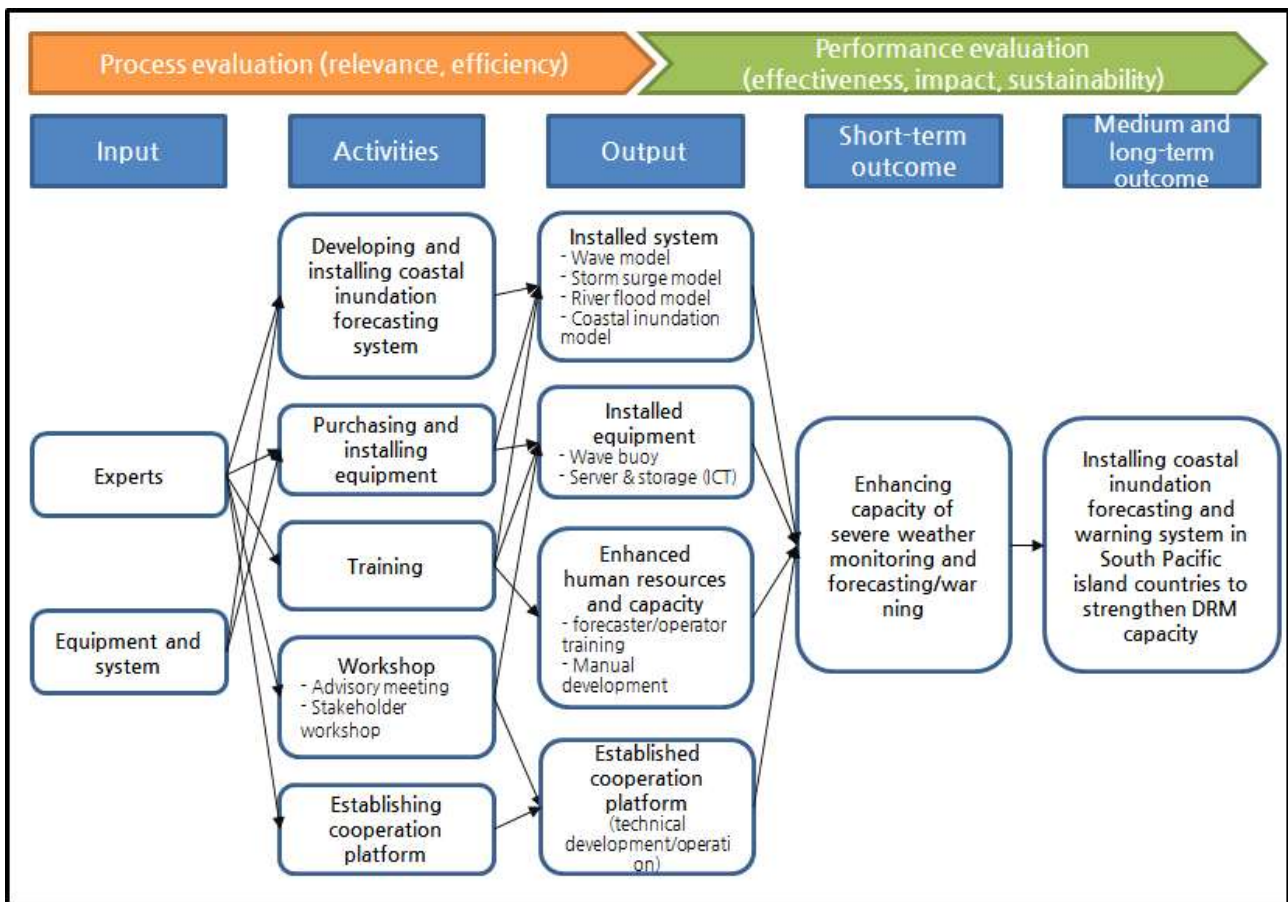 Process evaluation (relevance, efficiency)
Performance evaluation
(effectiveness, impact, sustainability)
Input
Activities
Output
Short-term
outcome
Medium and
long-term
outcome
Experts
Equipment and
system
Developing and
installing coastal
inundation
forecasting
system
Purchasing and
installing
equipment
Training
Workshop
- Advisory meeting
- Stakeholder
workshop
Establishing
cooperation
platform
Installed system
- Wave model
- Storm surge model
- River flood model
- Coastal inundation
model
Installed
equipment
- Wave buoy
- Server & storage (ICT)
Enhanced
human resources
and capacity
- forecaster/operator
training
- Manual
development
Established
cooperation
platform
(technical
development/operati
on)
Enhancing
capacity of
severe weather
monitoring and
forecasting/war
ning
Installing coastal
inundation
forecasting and
warning system in
South Pacific
island countries to
strengthen DRM
capacity